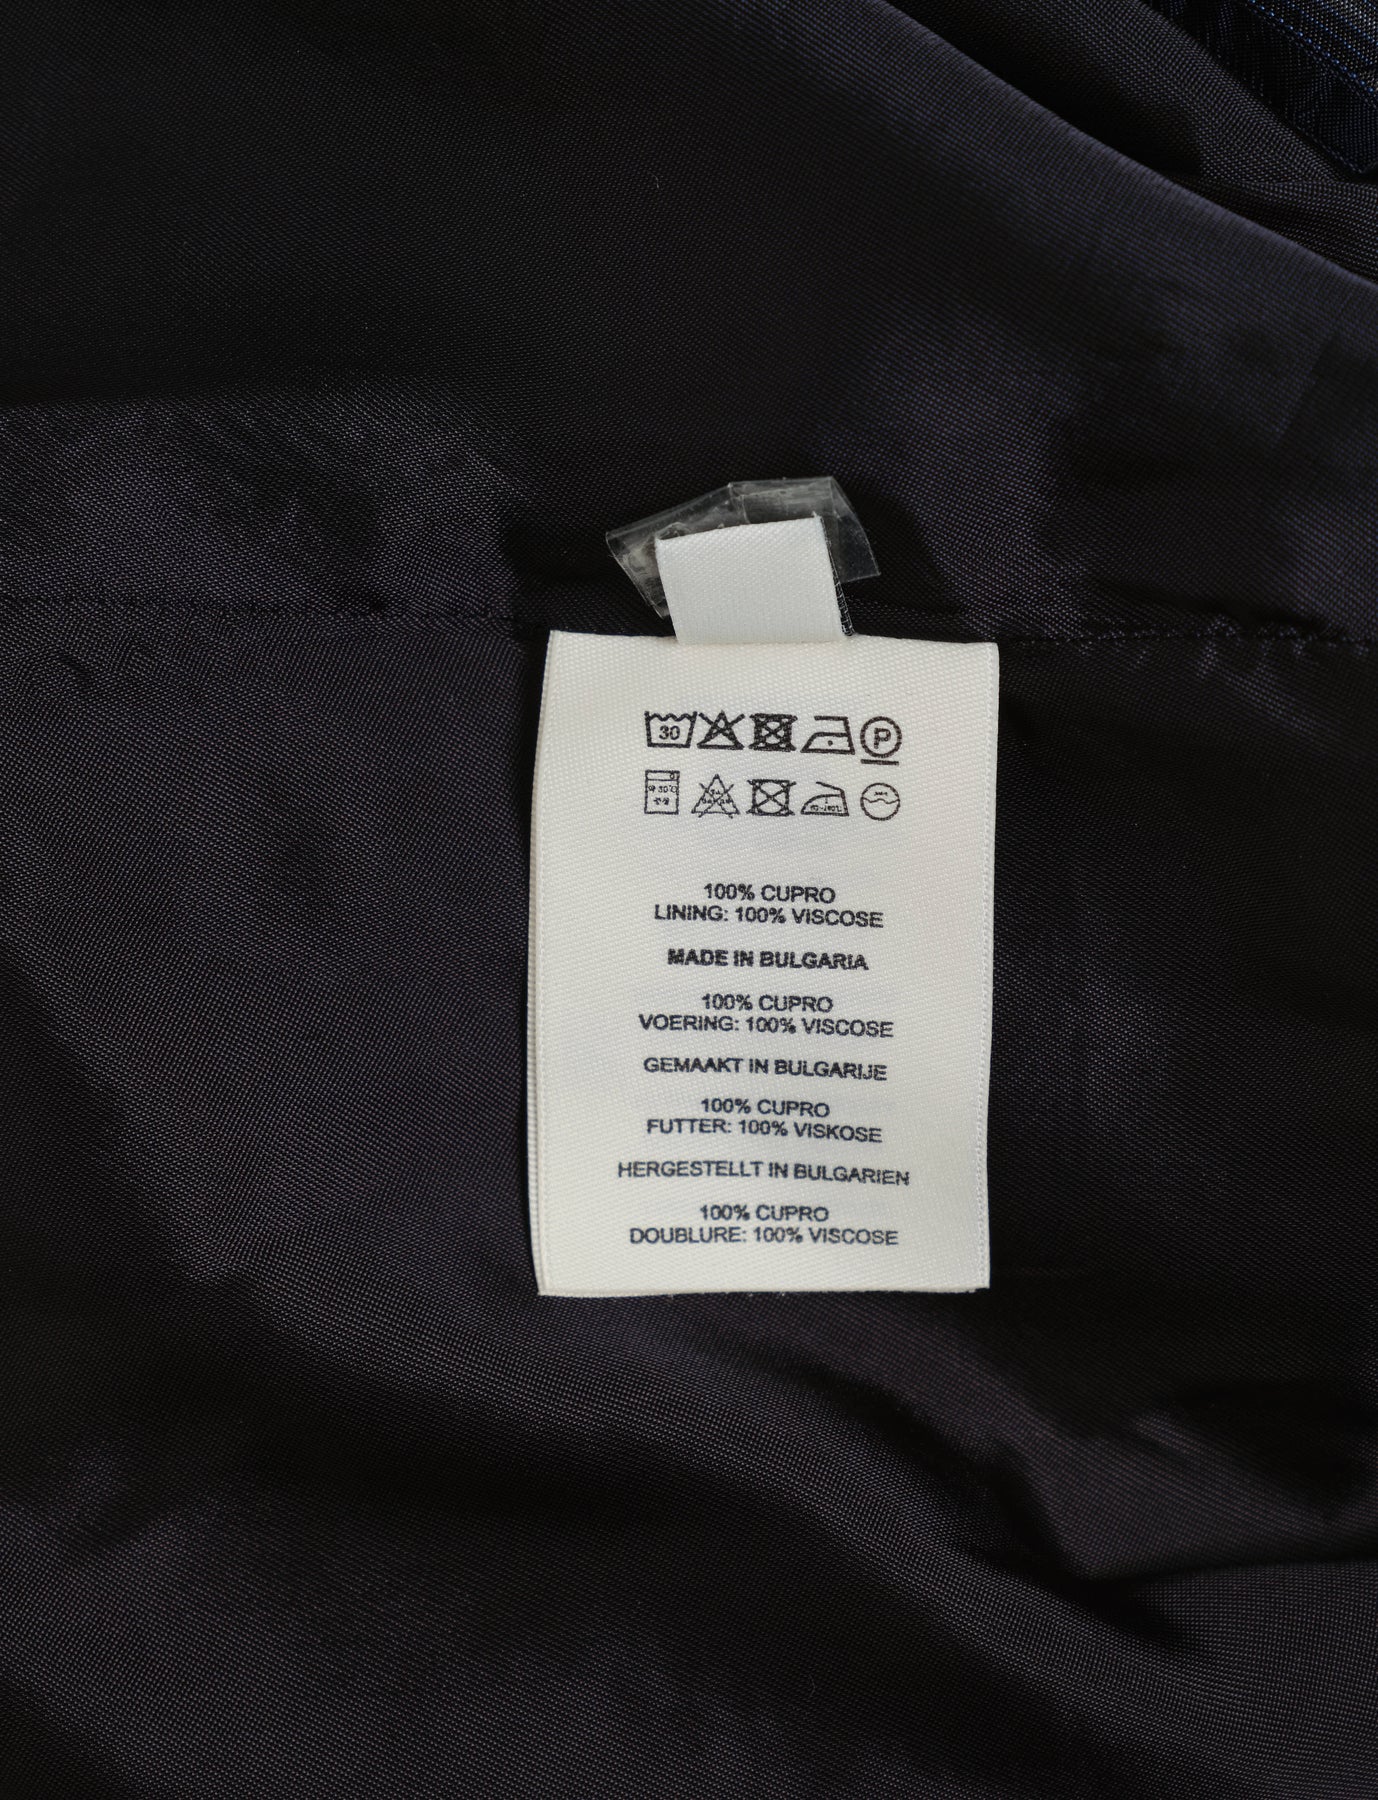 30
P
100% CUPRO
LINING: 100% VISCOSE
MADE IN BULGARIA
100% CUPRO
VOERING: 100% VISCOSE
GEMAAKT IN BULGARIJE
100% CUPRO
FUTTER: 100% VISKOSE
HERGESTELLT IN BULGARIEN
100% CUPRO
DOUBLURE: 100% VISCOSE